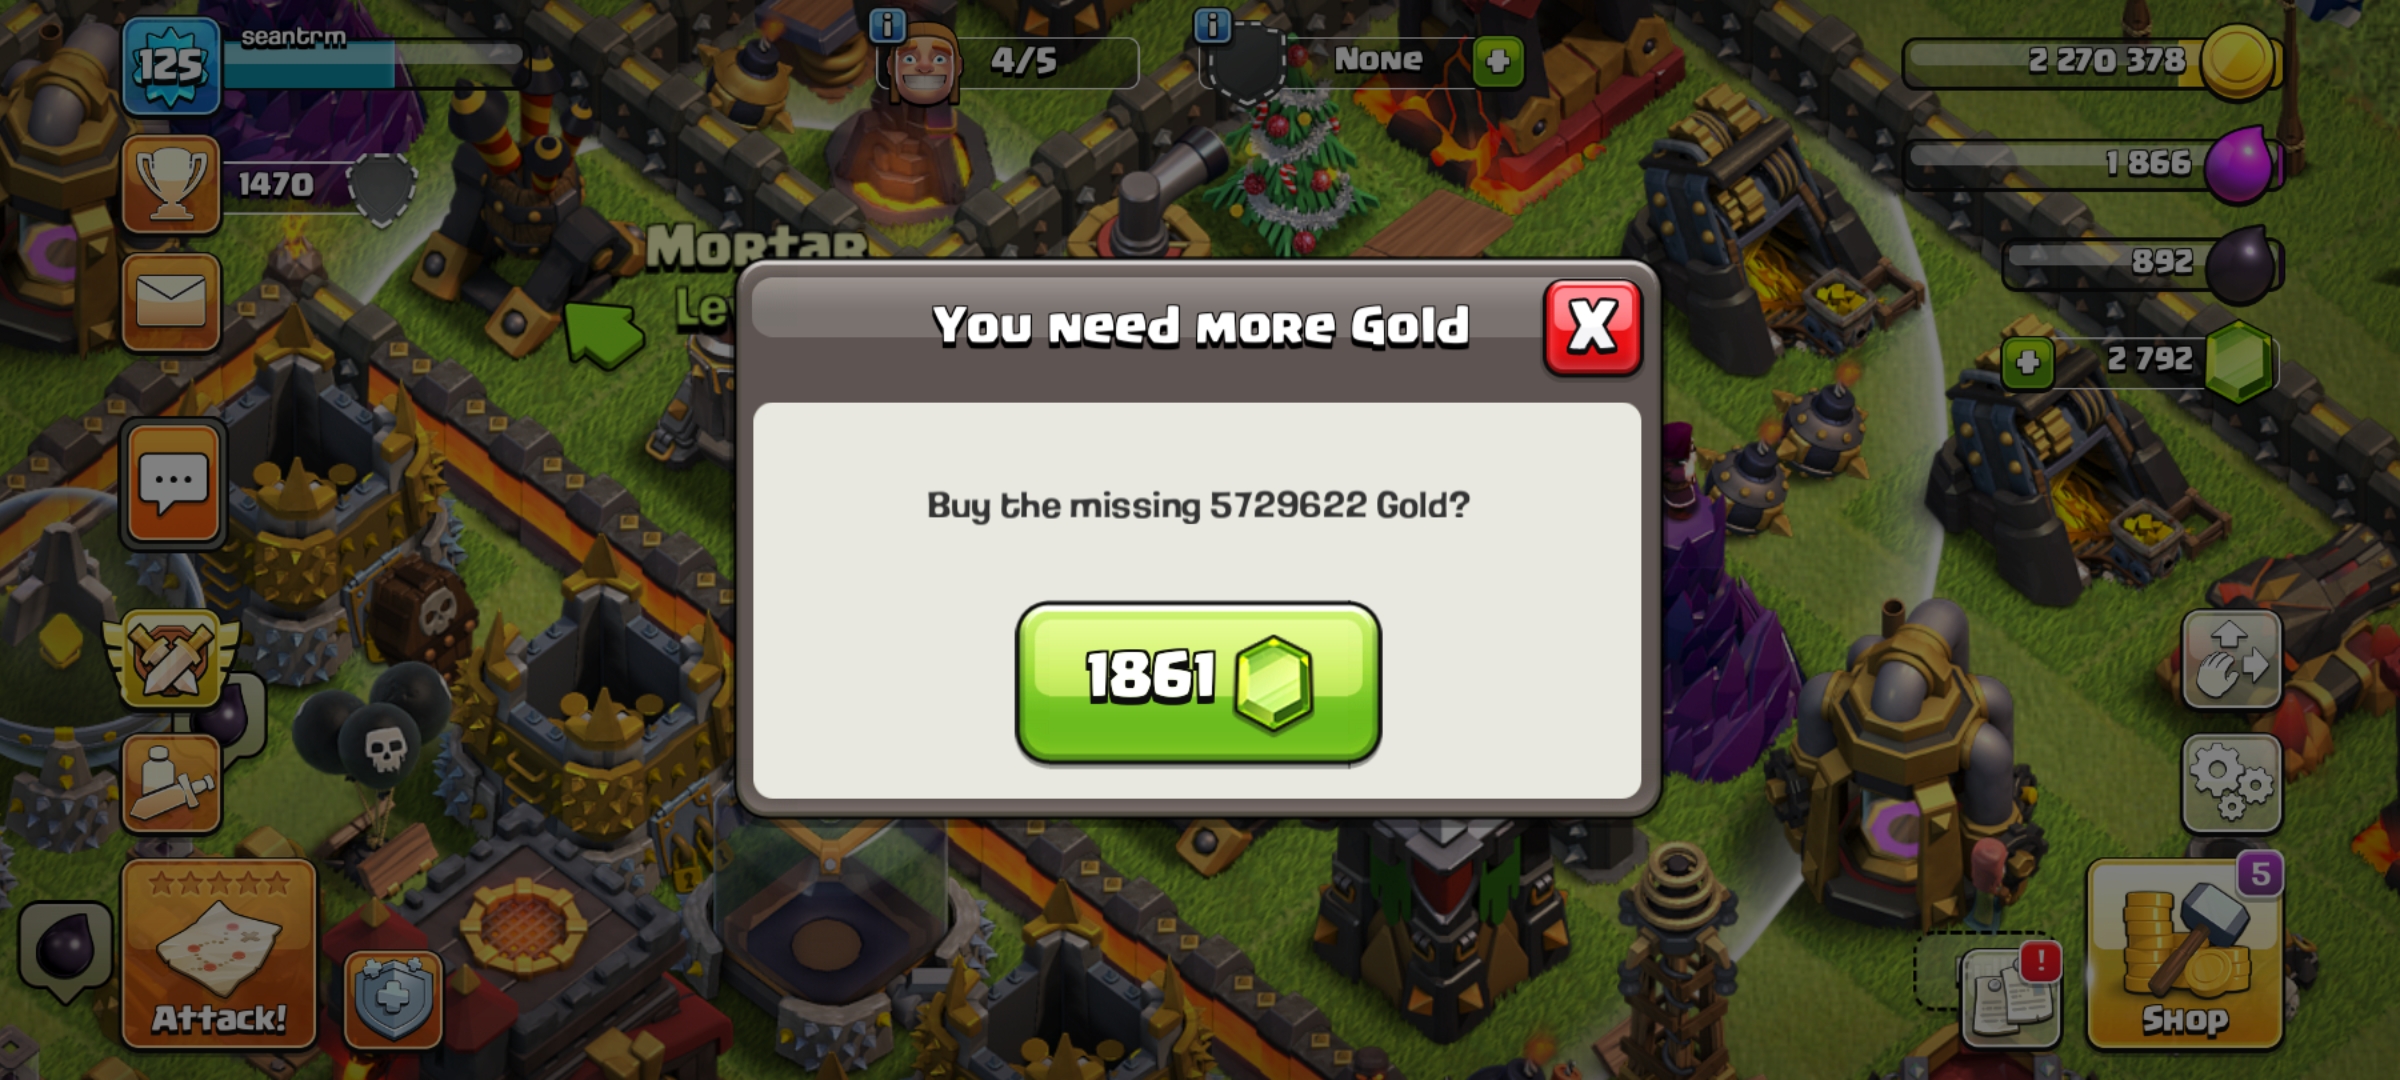 125
seantrm
4/5
None
2 270 378
1470
1 866
892
2 792
Mortar
Lev
You need more Gold
X
Buy the missing 5729622 Gold?
1861
Attack!
5
!
Shop